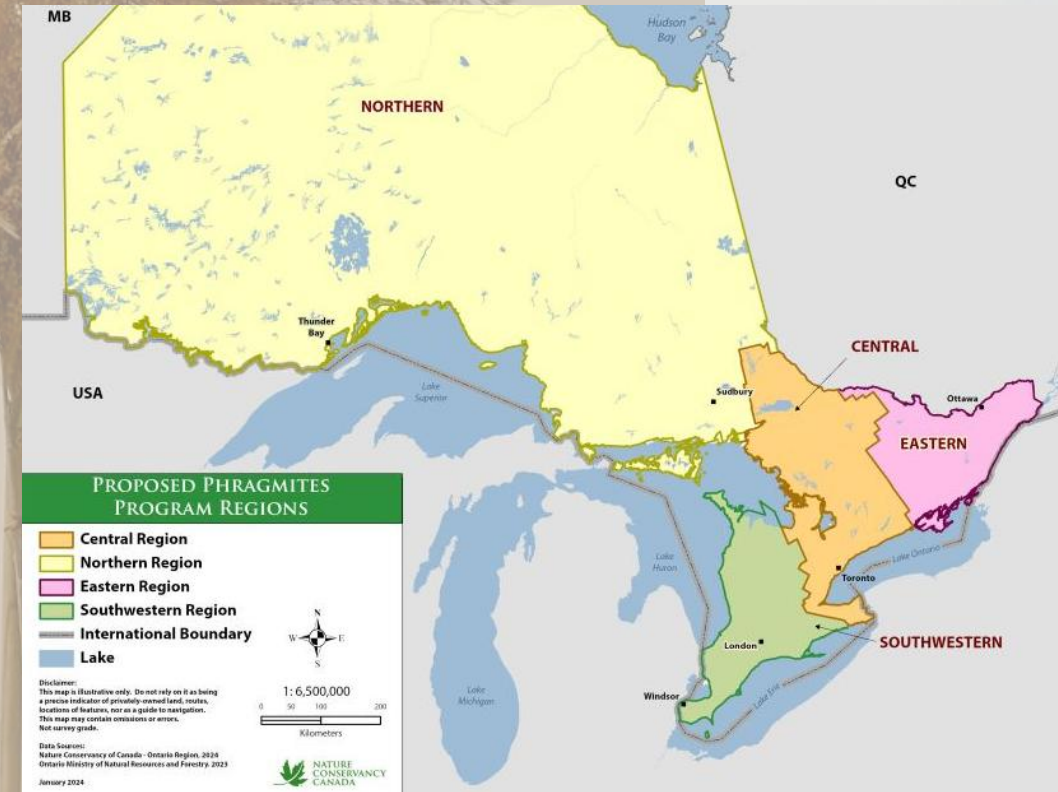 MB
Hudson
Bay
NORTHERN
QC
Thunder
Bay
CENTRAL
USA
Lake
Superior
Sudbury
Ottawa
EASTERN
PROPOSED PHRAGMITES
PROGRAM REGIONS
Central Region
Northern Region
Eastern Region
Southwestern Region
International Boundary
Lake
Lake
Huron
Lake Ontario
Toronto
London
SOUTHWESTERN
Windsor
Lake Erie
Lake
Michigan
N
W E
S
Disclaimer:
This map is illustrative only. Do not rely on it as being
a precise indicator of privately-owned land, routes,
locations of features, nor as a guide to navigation.
This map may contain omissions or errors.
Not survey grade.
1: 6,500,000
0 50 100 200
Kilometers
Data Sources:
Nature Conservancy of Canada - Ontario Region, 2024
Ontario Ministry of Natural Resources and Forestry, 2023
January 2024
NATURE
CONSERVANCY
CANADA